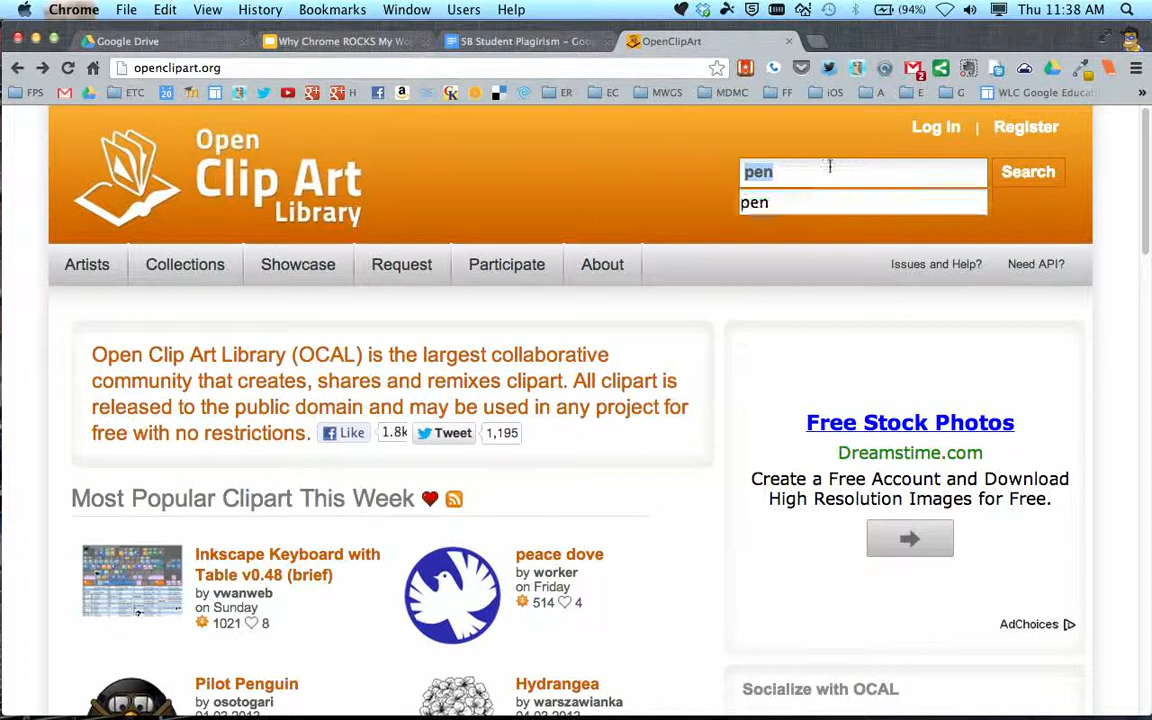 Chrome File Edit View History Bookmarks Window Users Help (94%) Thu 11:38 AM
Google Drive Why Chrome ROCKS My Wo 5B Student Plagirism – Goo OpenClipArt
openclipart.org
FPS ETC H ER EC MWGS MDMC FF iOS A E G WLC Google Educat »
Log In | Register
Open
Clip Art
Library
pen Search
pen
Artists Collections Showcase Request Participate About Issues and Help? Need API?
Open Clip Art Library (OCAL) is the largest collaborative
community that creates, shares and remixes clipart. All clipart is
released to the public domain and may be used in any project for
free with no restrictions. Like 1.8k Tweet 1,195
Free Stock Photos
Dreamstime.com
Create a Free Account and Download
High Resolution Images for Free.
AdChoices
Most Popular Clipart This Week
Inkscape Keyboard with
Table v0.48 (brief)
by vwanweb
on Sunday
1021 8
peace dove
by worker
on Friday
514 4
Pilot Penguin
by osotogari
Hydrangea
by warszawianka
Socialize with OCAL